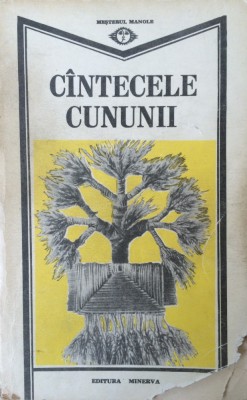 MEȘTERUL MANOLE
CÎNTECELE
CUNUNII
EDITURA MINERVA